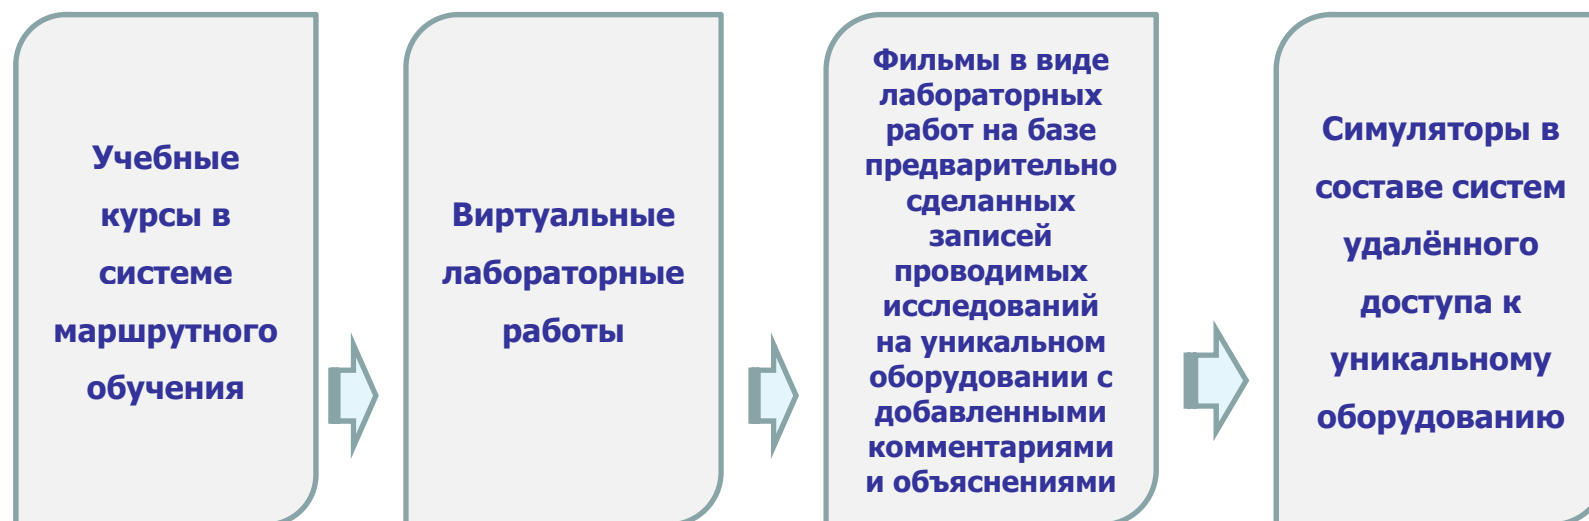 Учебные
курсы в
системе
маршрутного
обучения
Виртуальные
лабораторные
работы
Фильмы в виде
лабораторных
работ на базе
предварительно
сделанных
записей
проводимых
исследований
на уникальном
оборудовании с
добавленными
комментариями
и объяснениями
Симуляторы в
составе систем
удалённого
доступа к
уникальному
оборудованию